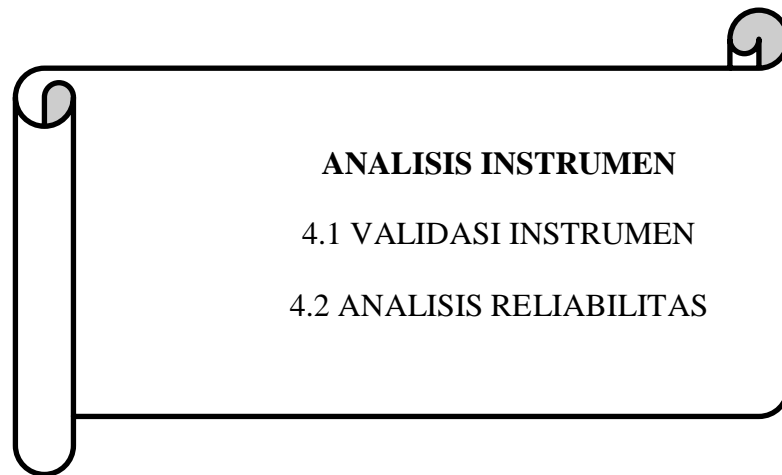 ANALISIS INSTRUMEN
4.1 VALIDASI INSTRUMEN
4.2 ANALISIS RELIABILITAS